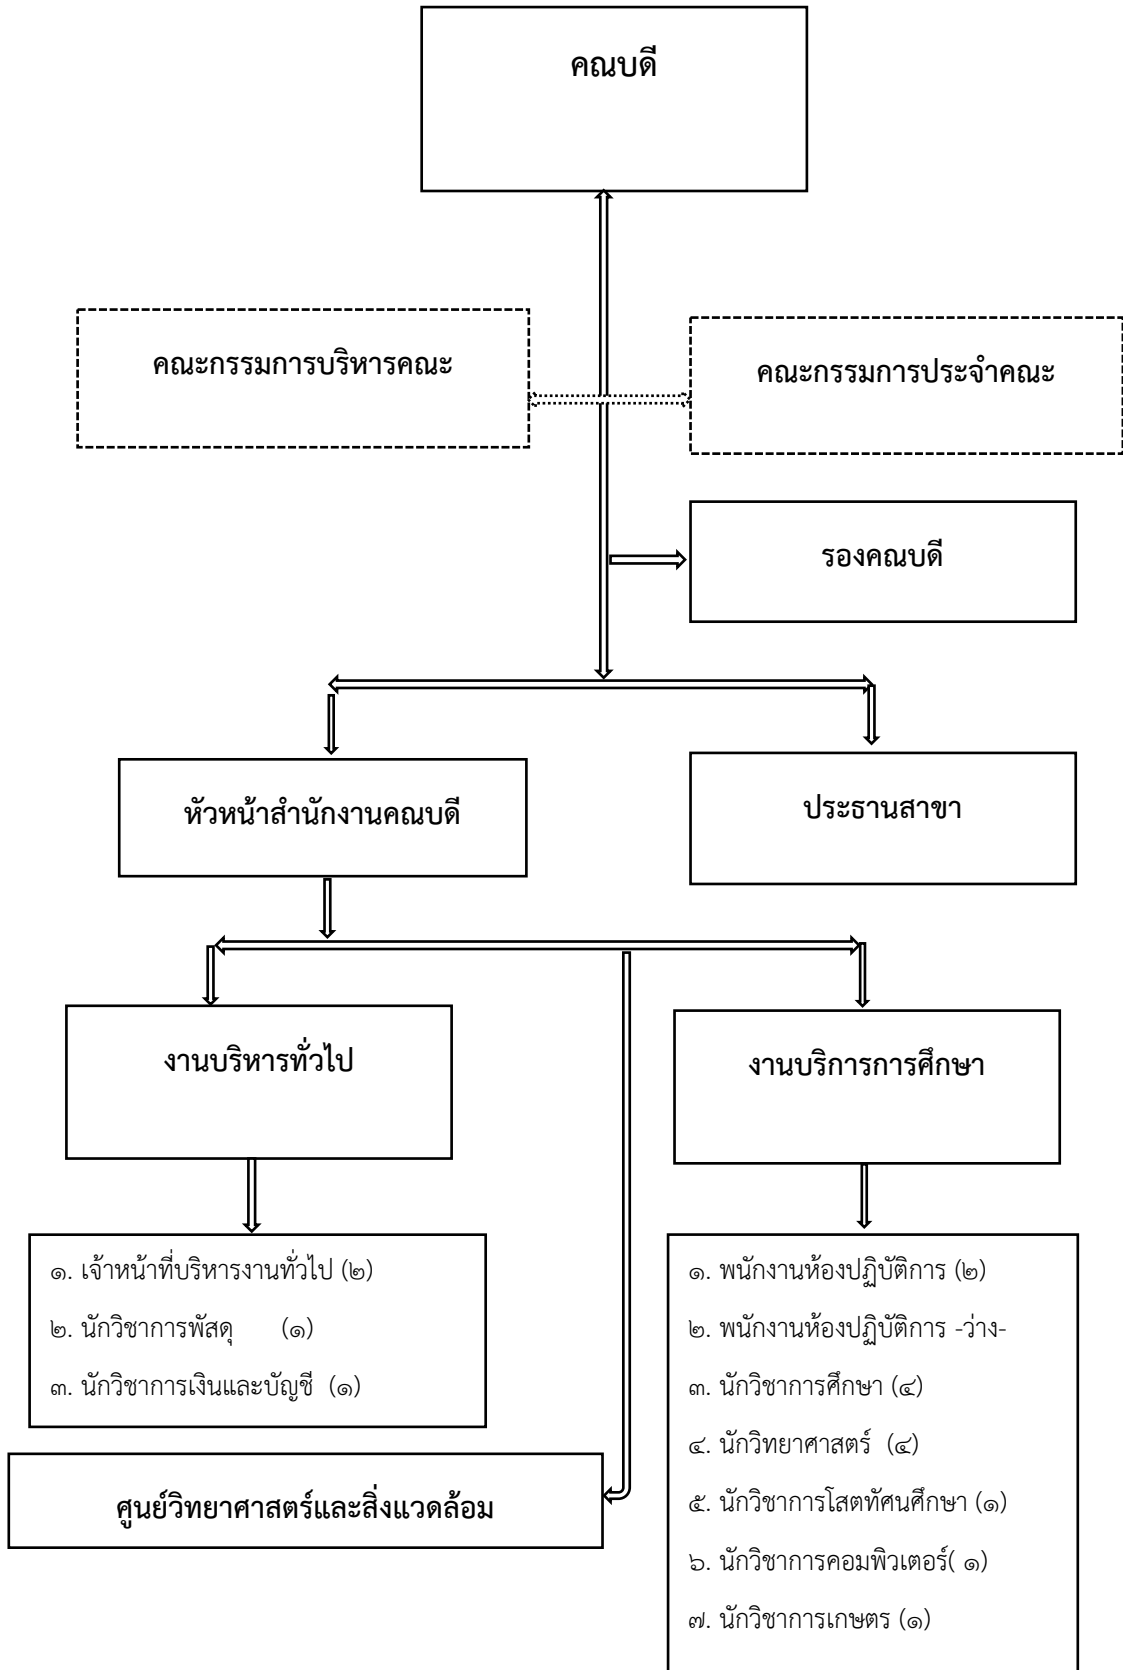 คณบดี
คณะกรรมการบริหารคณะ
คณะกรรมการประจำคณะ
รองคณบดี
หัวหน้าสำนักงานคณบดี
ประธานสาขา
งานบริหารทั่วไป
งานบริการการศึกษา
๑. เจ้าหน้าที่บริหารงานทั่วไป (๒)
๒. นักวิชาการพัสดุ (๑)
๓. นักวิชาการเงินและบัญชี (๑)
ศูนย์วิทยาศาสตร์และสิ่งแวดล้อม
๑. พนักงานห้องปฏิบัติการ (๒)
๒. พนักงานห้องปฏิบัติการ -ว่าง-
๓. นักวิชาการศึกษา (๔)
๔. นักวิทยาศาสตร์ (๔)
๕. นักวิชาการโสตทัศนศึกษา (๑)
๖. นักวิชาการคอมพิวเตอร์( ๑)
๗. นักวิชาการเกษตร (๑)